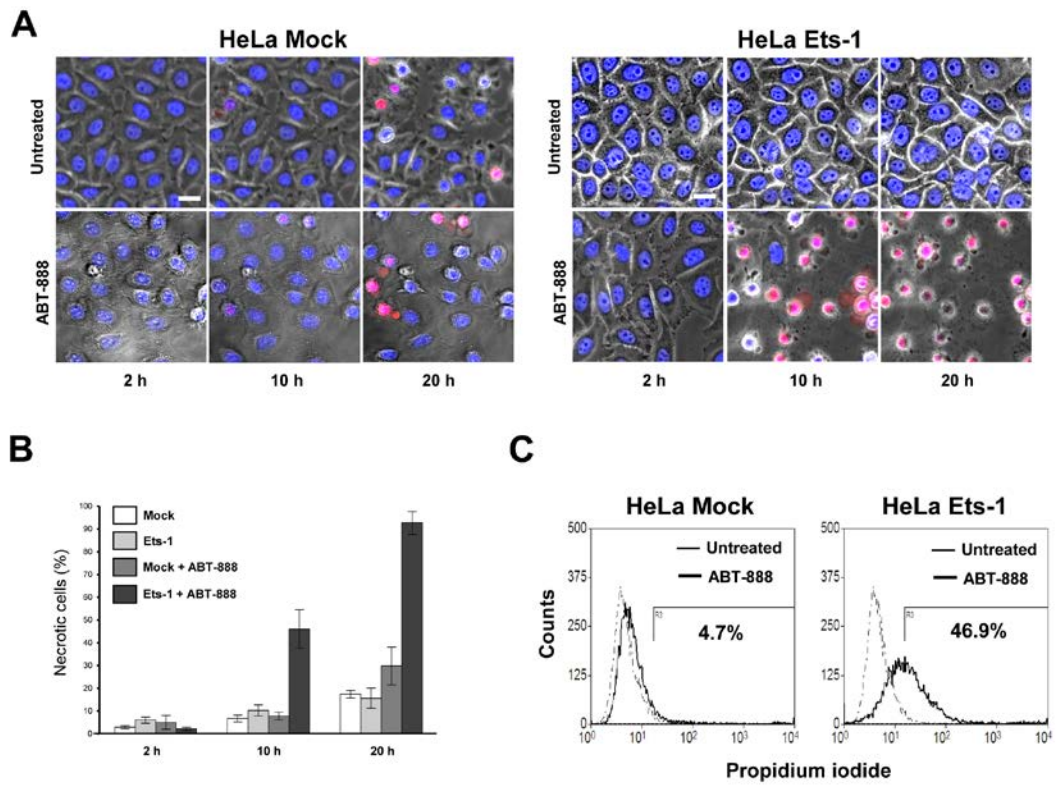 A
HeLa Mock
HeLa Ets-1
Untreated
ABT-888
2 h
10 h
20 h
Untreated
ABT-888
2 h
10 h
20 h
B
Necrotic cells (%)
100
90
80
70
60
50
40
30
20
10
0
Mock
Ets-1
Mock + ABT-888
Ets-1 + ABT-888
2 h
10 h
20 h
C
HeLa Mock
HeLa Ets-1
Counts
500
375
250
125
0
Untreated
ABT-888
R3
4.7%
10⁰
10¹
10²
10³
10⁴
500
375
250
125
0
Untreated
ABT-888
R3
46.9%
10⁰
10¹
10²
10³
10⁴
Propidium iodide